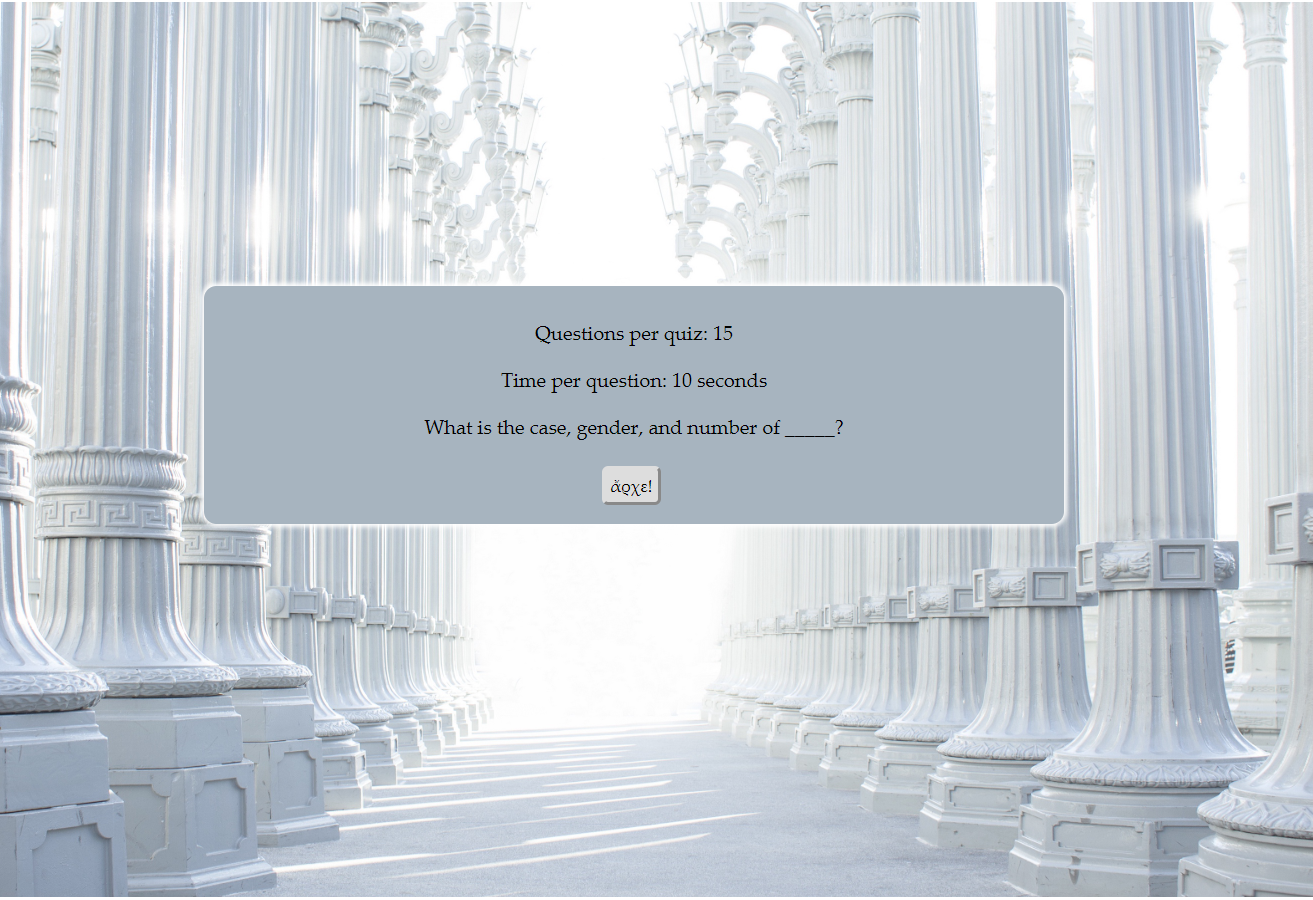 Questions per quiz: 15
Time per question: 10 seconds
What is the case, gender, and number of _____?
ἄρχε!